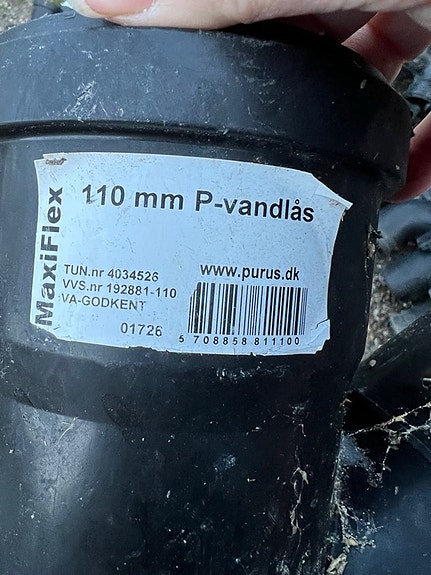 MaxiFlex
110 mm P-vandlås
TUN.nr 4034526
VVS.nr 192881-110
VA-GODKENT
01726
www.purus.dk
5 708858 811100